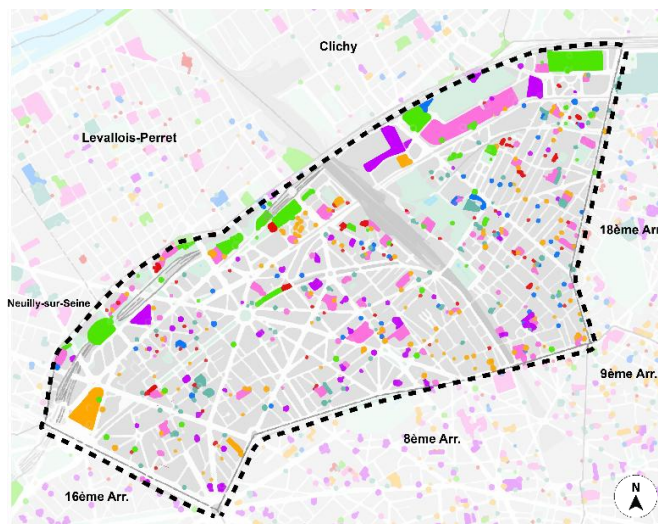 Clichy
Levallois-Perret
18ème Arr.
Neuilly-sur-Seine
9ème Arr.
8ème Arr.
16ème Arr.
N